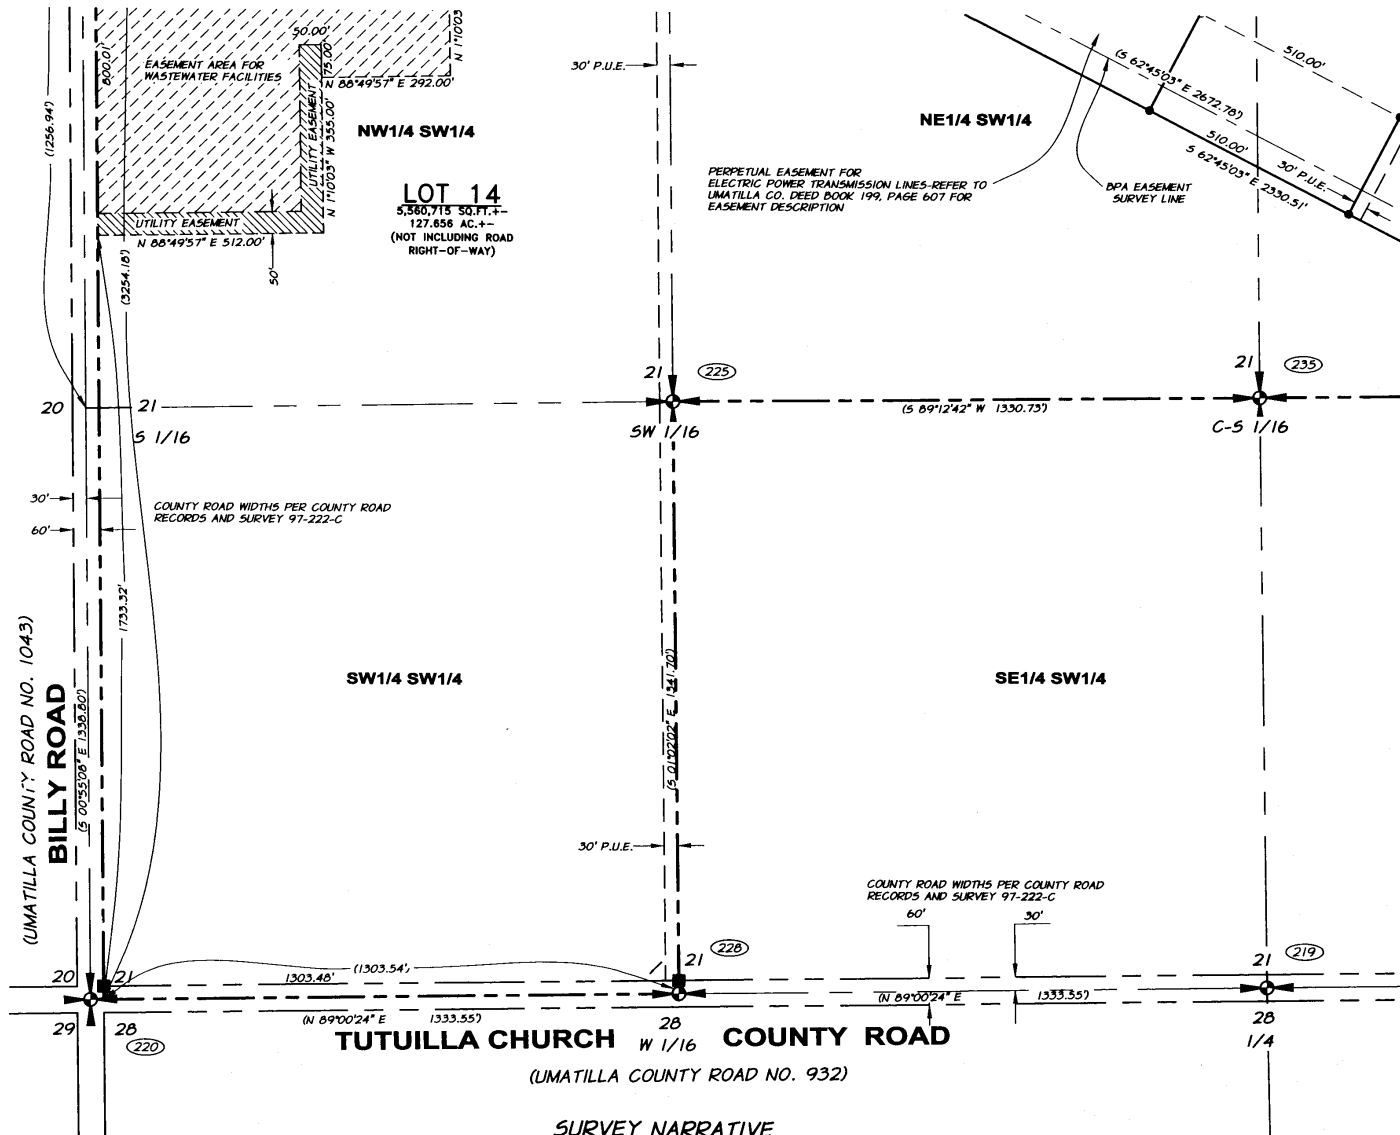 (1256.94')
800.01'
EASEMENT AREA FOR
WASTEWATER FACILITIES
50.00'
75.00'
N 1°10'03
N 88°49'57" E 292.00'
UTILITY EASEMENT
N 1°10'03" W 355.00'
NW1/4 SW1/4
LOT 14
5,560,715 SQ.FT.+-
127.656 AC.+-
(NOT INCLUDING ROAD
RIGHT-OF-WAY)
UTILITY EASEMENT
N 88°49'57" E 512.00'
50'
(3254.18')
30' P.U.E.
NE1/4 SW1/4
PERPETUAL EASEMENT FOR
ELECTRIC POWER TRANSMISSION LINES-REFER TO
UMATILLA CO. DEED BOOK 199, PAGE 607 FOR
EASEMENT DESCRIPTION
(S 62°45'03" E 2672.78')
510.00'
510.00'
S 62°45'03" E 2330.51'
30' P.U.E.
BPA EASEMENT
SURVEY LINE
20
21
S 1/16
21
225
SW 1/16
(S 89°12'42" W 1330.73')
21
235
C-S 1/16
30'
60'
COUNTY ROAD WIDTHS PER COUNTY ROAD
RECORDS AND SURVEY 97-222-C
1733.32'
(UMATILLA COUNTY ROAD NO. 1043)
BILLY ROAD
(S 00°55'08" E 1338.80')
SW1/4 SW1/4
(S 01°02'02" E 1341.70')
SE1/4 SW1/4
30' P.U.E.
COUNTY ROAD WIDTHS PER COUNTY ROAD
RECORDS AND SURVEY 97-222-C
60'
30'
20
21
1303.48'
(1303.54')
21
228
21
219
(N 89°00'24" E 1333.55')
(N 89°00'24" E 1333.55')
29
28
220
28
W 1/16
28
1/4
TUTUILLA CHURCH COUNTY ROAD
(UMATILLA COUNTY ROAD NO. 932)
SURVEY NARRATIVE